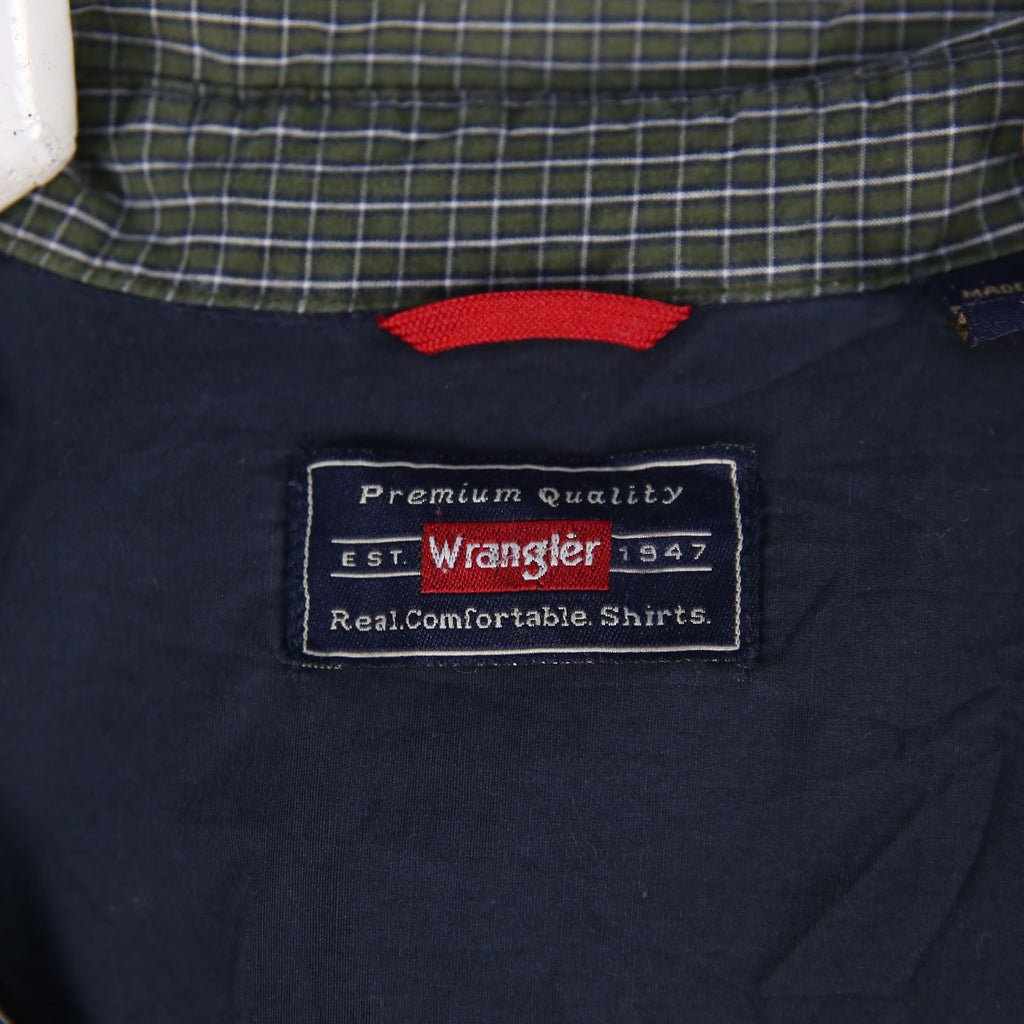 MADE
Premium Quality
EST. Wrangler 1947
Real.Comfortable.Shirts.